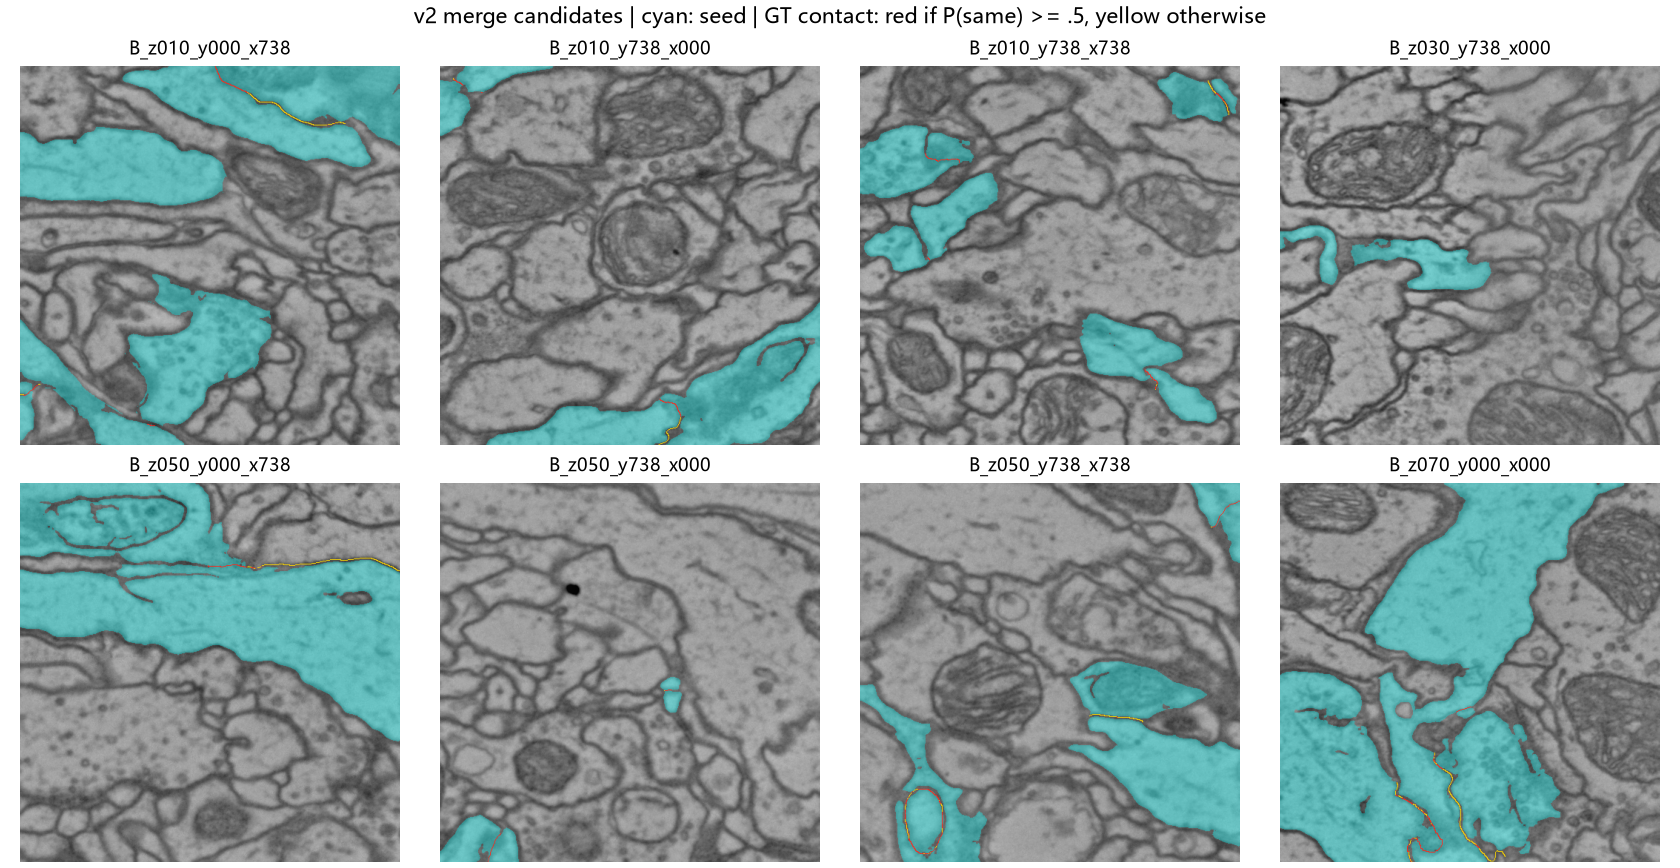 v2 merge candidates | cyan: seed | GT contact: red if P(same) >= .5, yellow otherwise
B_z010_y000_x738
B_z010_y738_x000
B_z010_y738_x738
B_z030_y738_x000
B_z050_y000_x738
B_z050_y738_x000
B_z050_y738_x738
B_z070_y000_x000